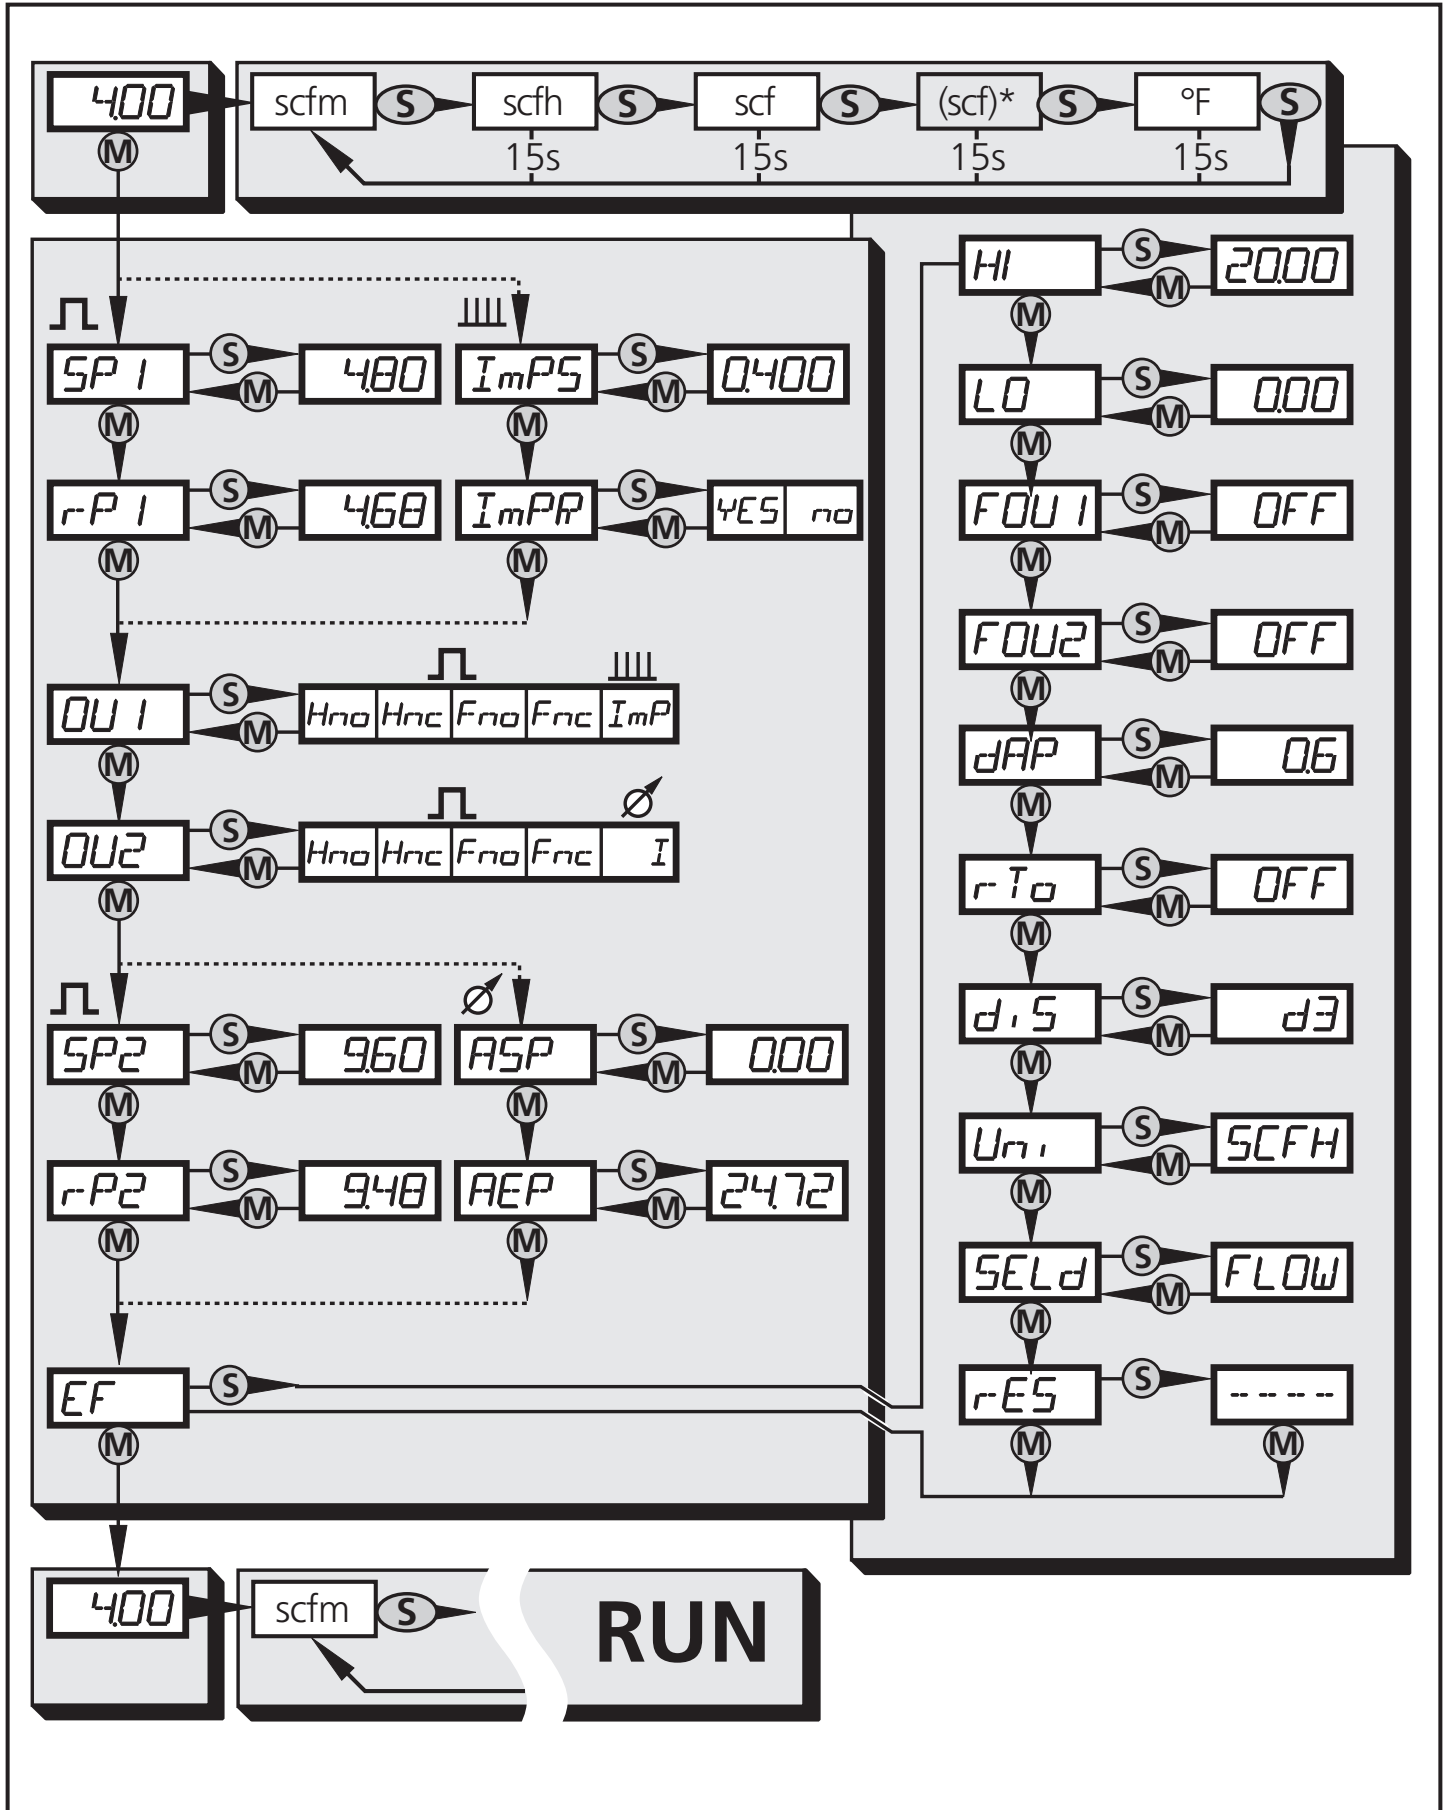 4.00 scfm S scfh S scf S (scf)* S °F S
M 15s 15s 15s 15s
SP1 S 4.80 M ImPS S 0.400 M
M M
rP1 S 4.68 M ImPR S YES no M
M M
OU1 S Hno Hnc Fno Fnc ImP M
M
OU2 S Hno Hnc Fno Fnc I M
M
SP2 S 9.60 M ASP S 0.00 M
M M
rP2 S 9.48 M AEP S 24.72 M
M M
EF S
M
HI S 20.00 M
M
LO S 0.00 M
M
FOU1 S OFF M
M
FOU2 S OFF M
M
dAP S 0.6 M
M
rTo S OFF M
M
diS S d3 M
M
Uni S SCFH M
M
SELd S FLOW M
M
rES S ----
M M
4.00 scfm S RUN